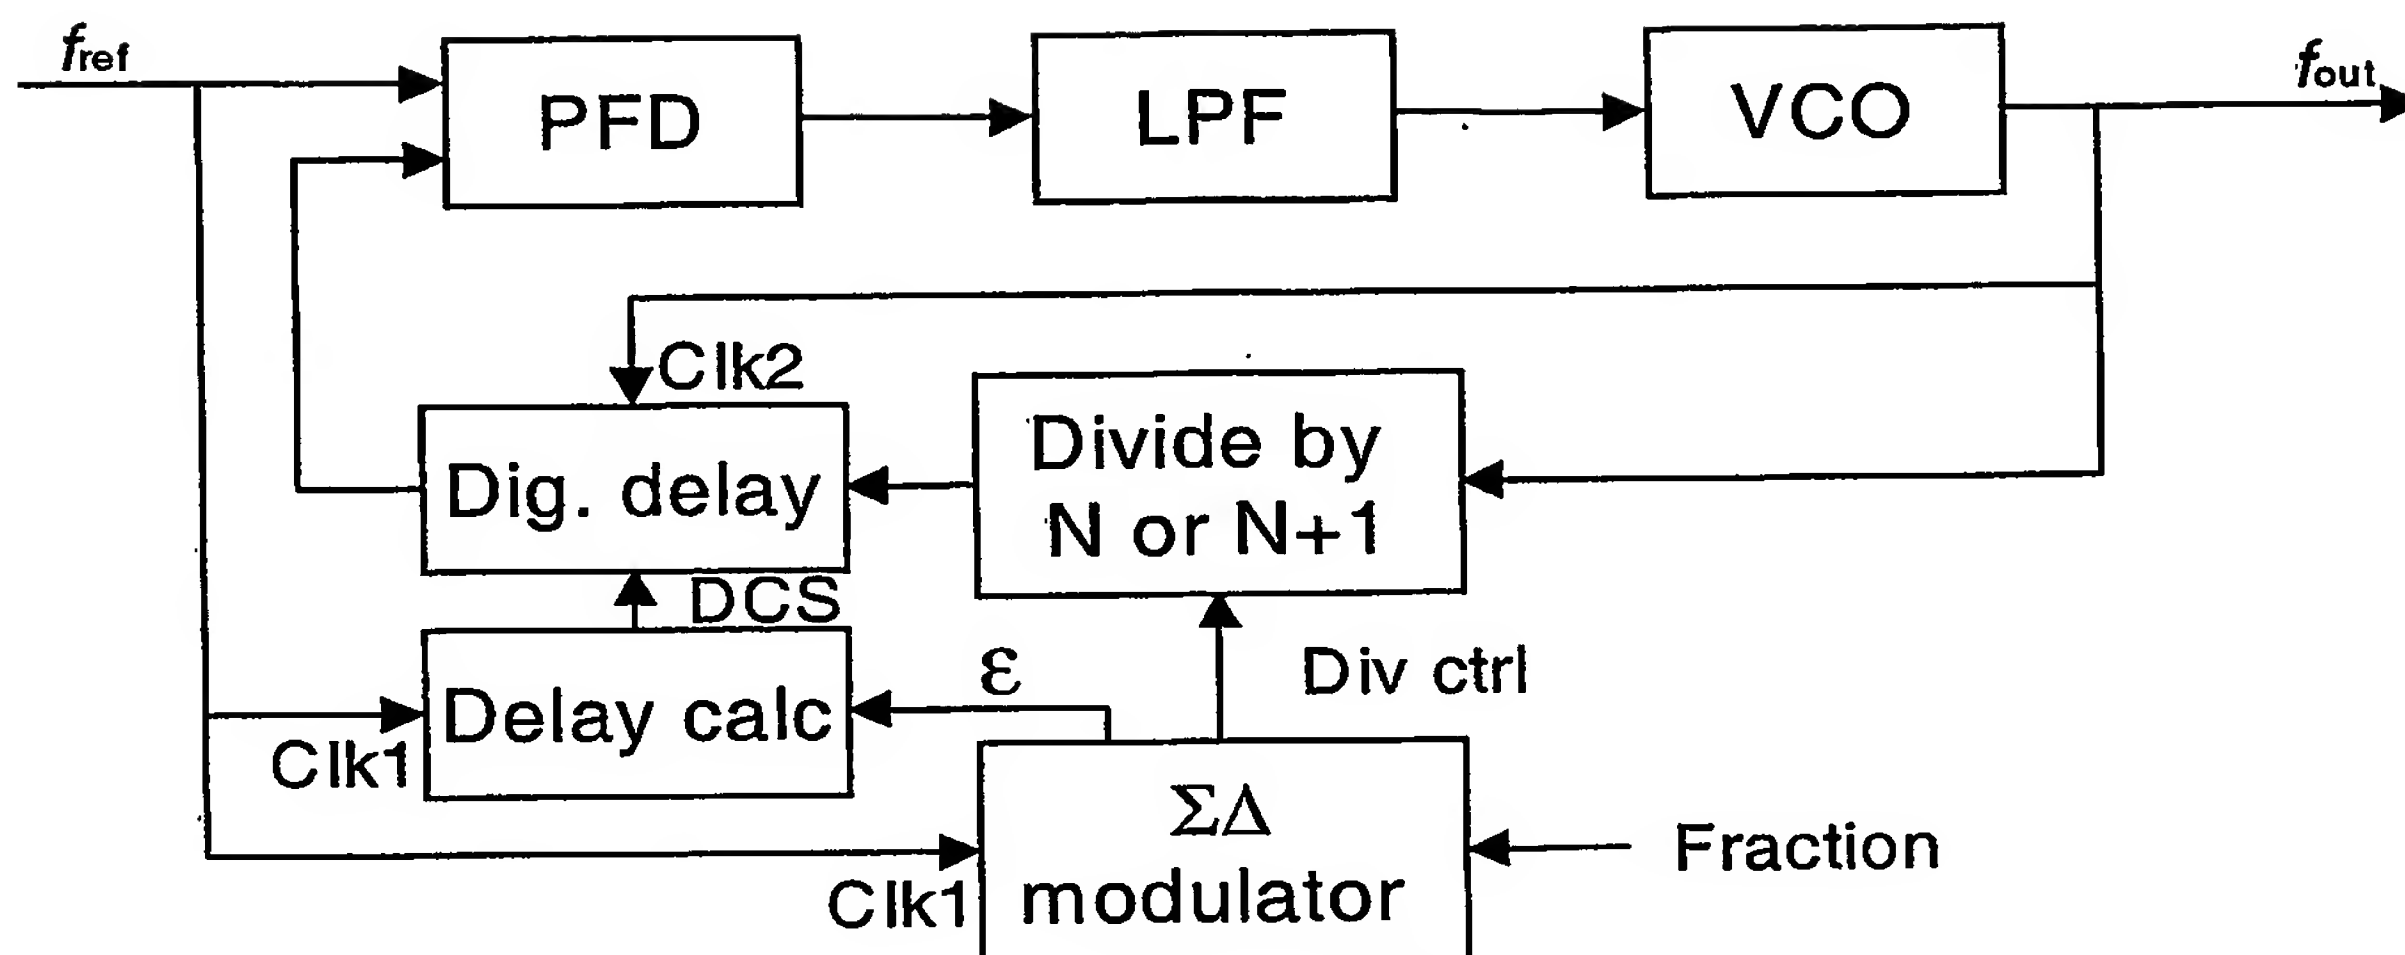 fref
PFD
LPF
VCO
fout
Clk2
Dig. delay
Divide by
N or N+1
DCS
Delay calc
Clk1
ε
Div ctrl
ΣΔ
modulator
Clk1
Fraction